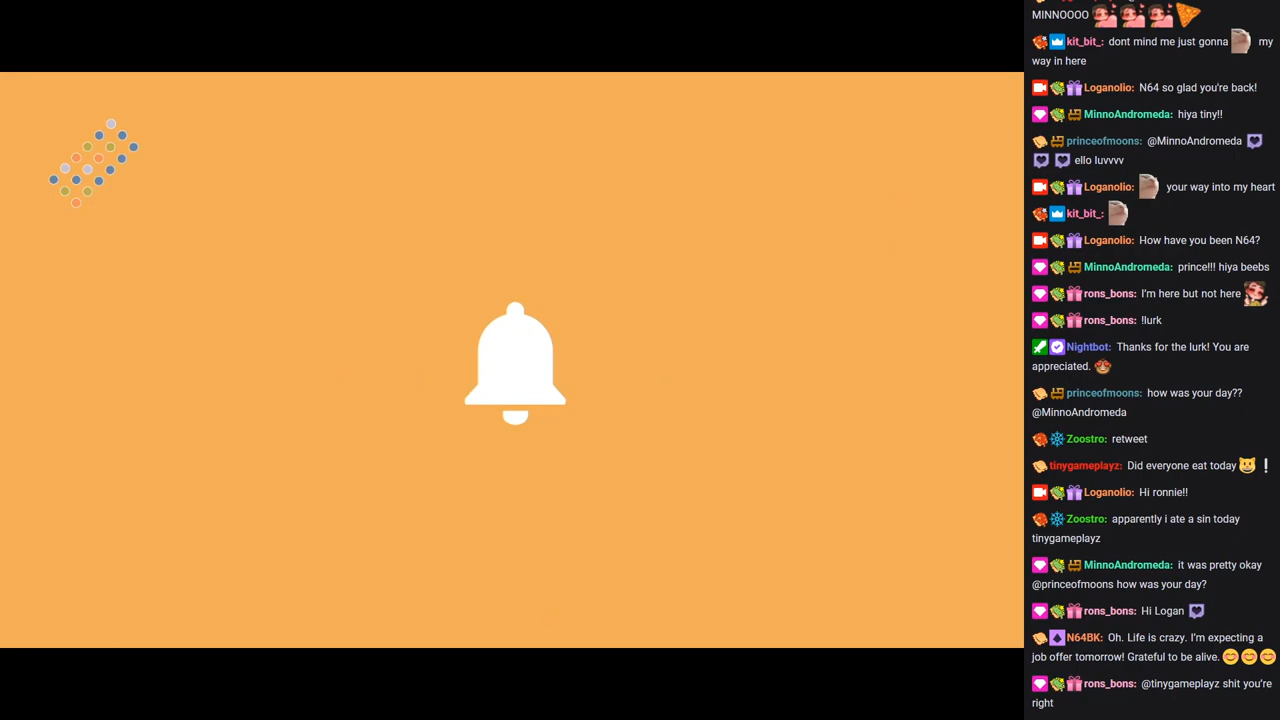 MINNOOOO
kit_bit_: dont mind me just gonna my
way in here
Loganolio: N64 so glad you're back!
MinnoAndromeda: hiya tiny!!
princeofmoons: @MinnoAndromeda
ello luvvvv
Loganolio: your way into my heart
kit_bit_:
Loganolio: How have you been N64?
MinnoAndromeda: prince!!! hiya beebs
rons_bons: I'm here but not here
rons_bons: !lurk
Nightbot: Thanks for the lurk! You are
appreciated.
princeofmoons: how was your day??
@MinnoAndromeda
Zoostro: retweet
tinygameplayz: Did everyone eat today 😺❕
Loganolio: Hi ronnie!!
Zoostro: apparently i ate a sin today
tinygameplayz
MinnoAndromeda: it was pretty okay
@princeofmoons how was your day?
rons_bons: Hi Logan
N64BK: Oh. Life is crazy. I'm expecting a
job offer tomorrow! Grateful to be alive. 😊😊😊
rons_bons: @tinygameplayz shit you're
right